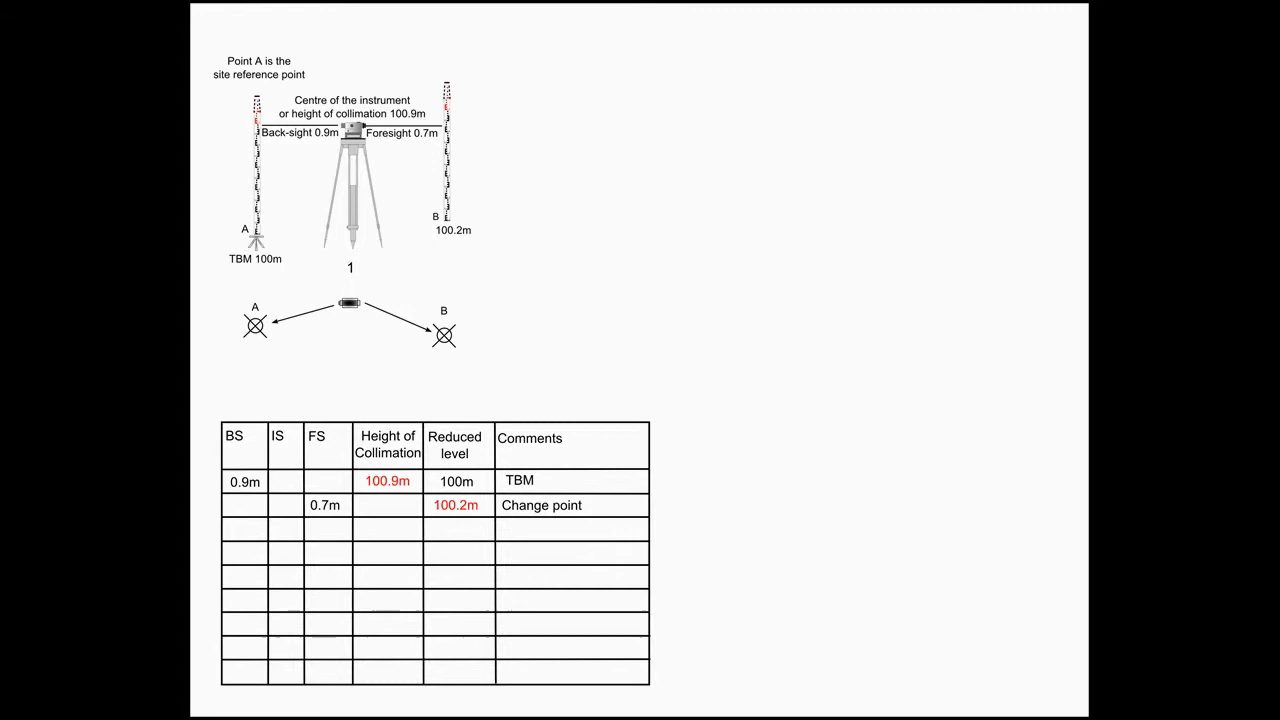 Point A is the
site reference point
Centre of the instrument
or height of collimation 100.9m
Back-sight 0.9m Foresight 0.7m
A
B
TBM 100m
100.2m
1
A
B
BS IS FS Height of Collimation Reduced level Comments
0.9m 100.9m 100m TBM
0.7m 100.2m Change point